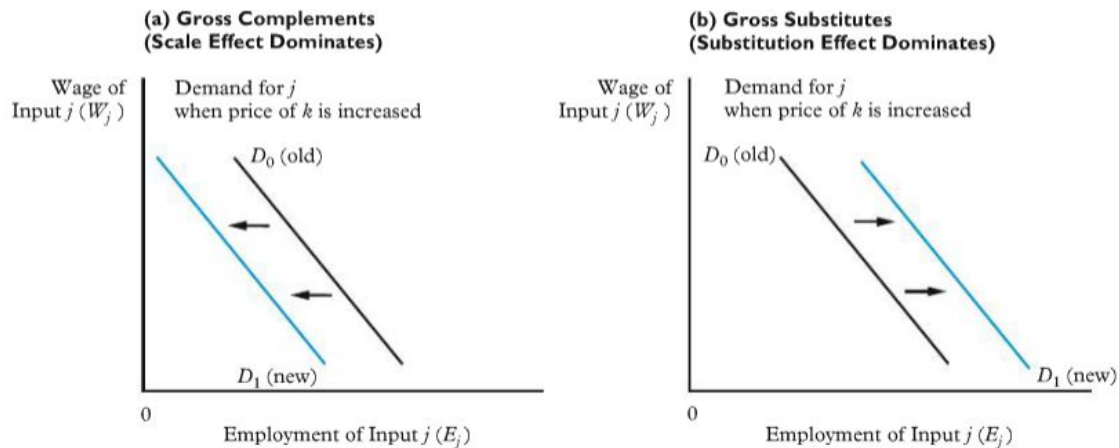 (a) Gross Complements
(Scale Effect Dominates)
Wage of
Input j (Wⱼ)
Demand for j
when price of k is increased
D₀ (old)
D₁ (new)
0
Employment of Input j (Eⱼ)
(b) Gross Substitutes
(Substitution Effect Dominates)
Wage of
Input j (Wⱼ)
Demand for j
when price of k is increased
D₀ (old)
D₁ (new)
0
Employment of Input j (Eⱼ)